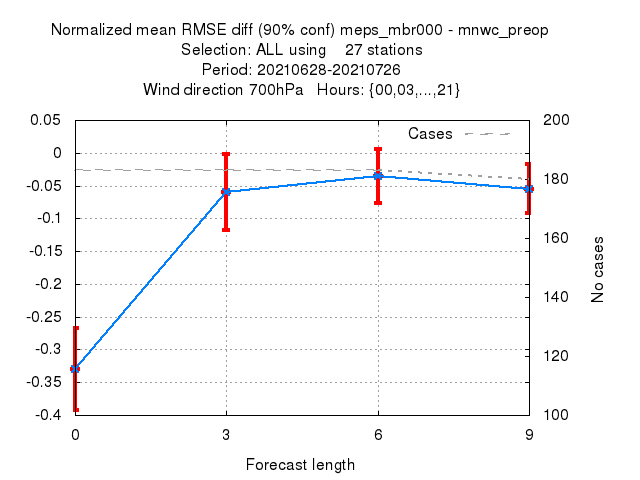 Normalized mean RMSE diff (90% conf) meps_mbr000 - mnwc_preop
Selection: ALL using 27 stations
Period: 20210628-20210726
Wind direction 700hPa Hours: {00,03,...,21}
Cases
0.05
0
-0.05
-0.1
-0.15
-0.2
-0.25
-0.3
-0.35
-0.4
200
180
160
140
120
100
No cases
0 3 6 9
Forecast length